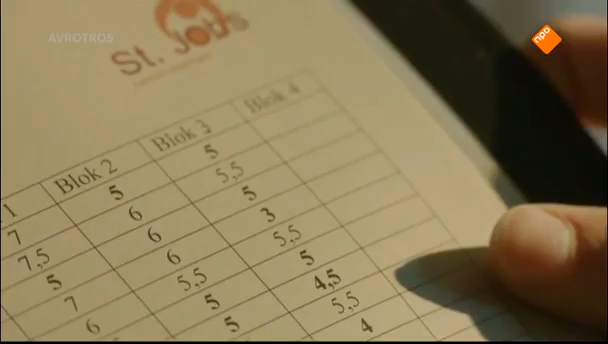 AVROTROS
npo
St. Jobs
1 Blok 2 Blok 3 Blok 4
7 5 5
7,5 6 5,5
5 6 5
7 6 3
6 5,5 5,5
5 5
5 4,5
5,5
4